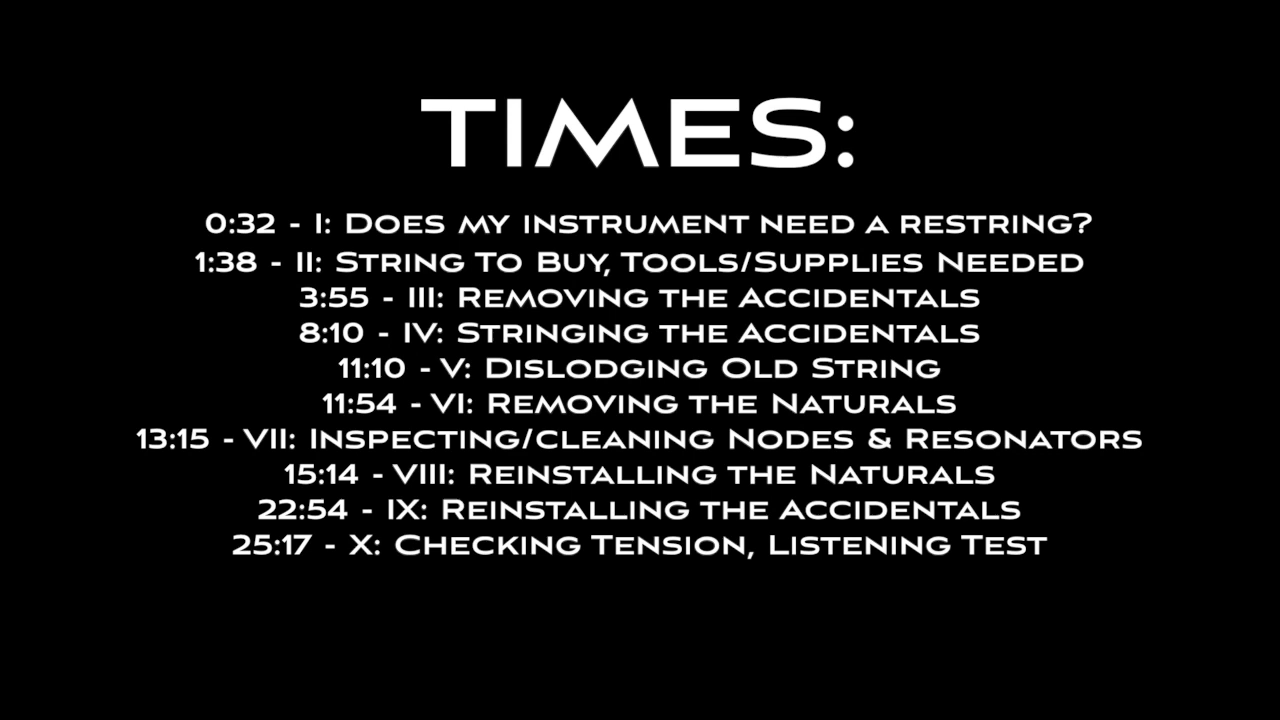 TIMES:
0:32 - I: Does my instrument need a restring?
1:38 - II: String To Buy, Tools/Supplies Needed
3:55 - III: Removing the Accidentals
8:10 - IV: Stringing the Accidentals
11:10 - V: Dislodging Old String
11:54 - VI: Removing the Naturals
13:15 - VII: Inspecting/cleaning Nodes & Resonators
15:14 - VIII: Reinstalling the Naturals
22:54 - IX: Reinstalling the Accidentals
25:17 - X: Checking Tension, Listening Test